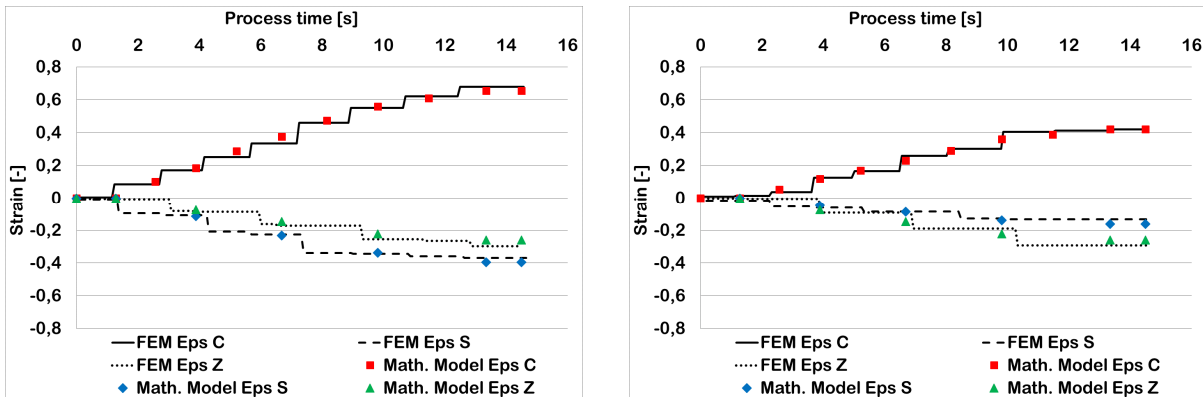 Process time [s]
0 2 4 6 8 10 12 14 16
0,8
0,6
0,4
0,2
0
-0,2
-0,4
-0,6
-0,8
Strain [-]
FEM Eps C FEM Eps S
FEM Eps Z Math. Model Eps C
Math. Model Eps S Math. Model Eps Z
Process time [s]
0 2 4 6 8 10 12 14 16
0,8
0,6
0,4
0,2
0
-0,2
-0,4
-0,6
-0,8
Strain [-]
FEM Eps C FEM Eps S
FEM Eps Z Math. Model Eps C
Math. Model Eps S Math. Model Eps Z